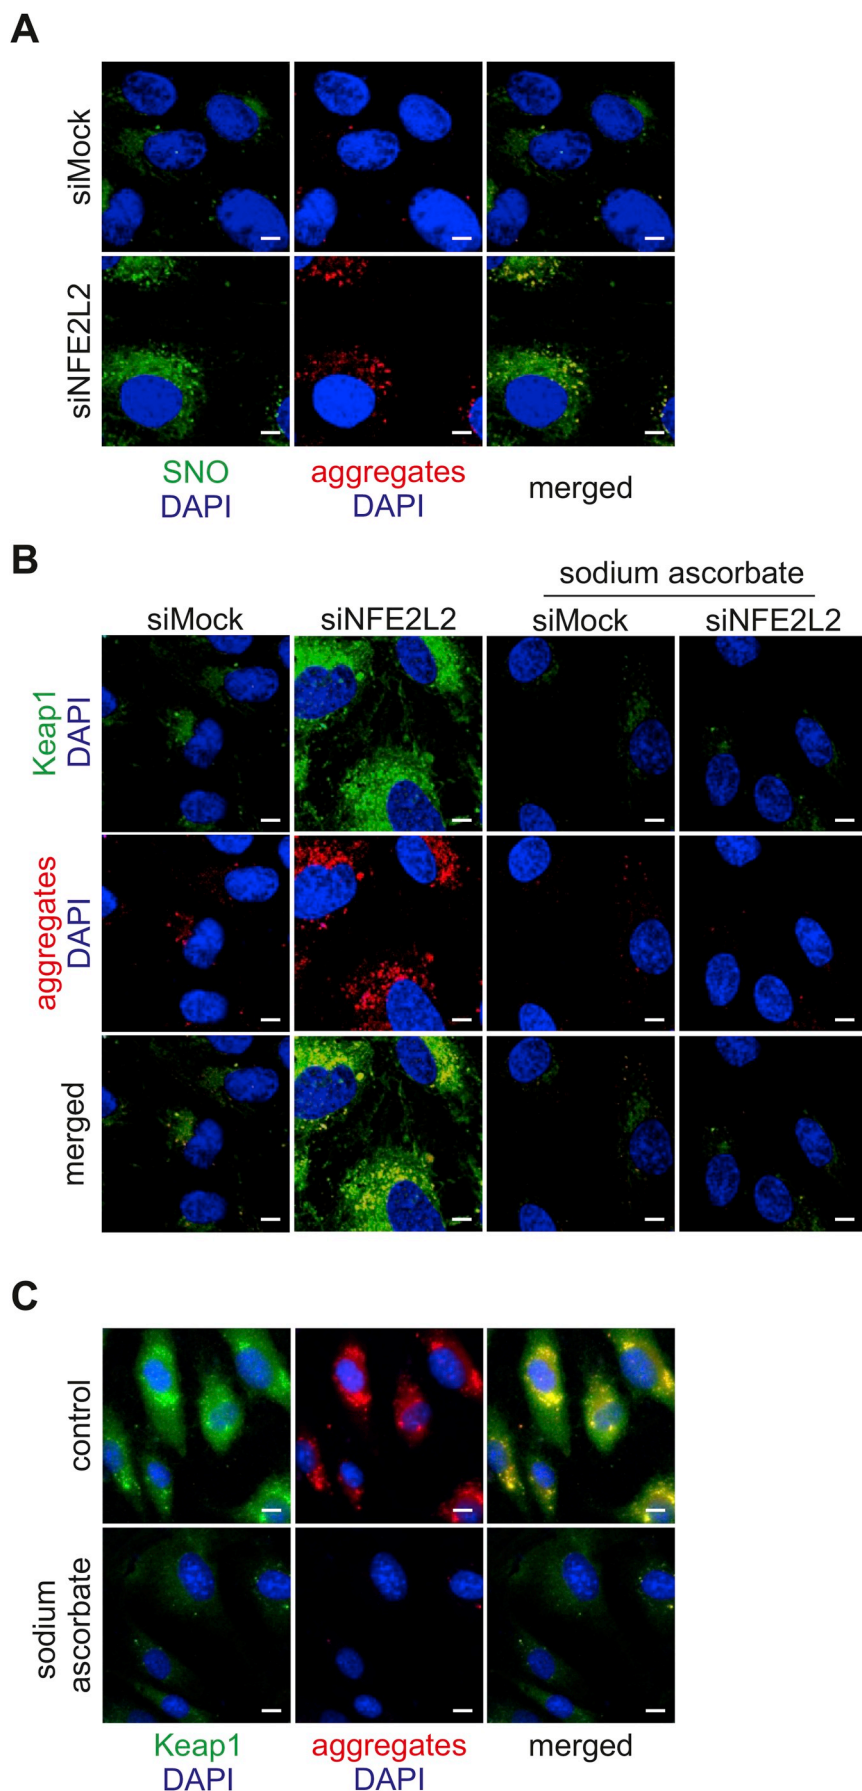 A
siMock
siNFE2L2
SNO
DAPI
aggregates
DAPI
merged
B
sodium ascorbate
siMock
siNFE2L2
siMock
siNFE2L2
Keap1
DAPI
aggregates
DAPI
merged
C
control
sodium
ascorbate
Keap1
DAPI
aggregates
DAPI
merged